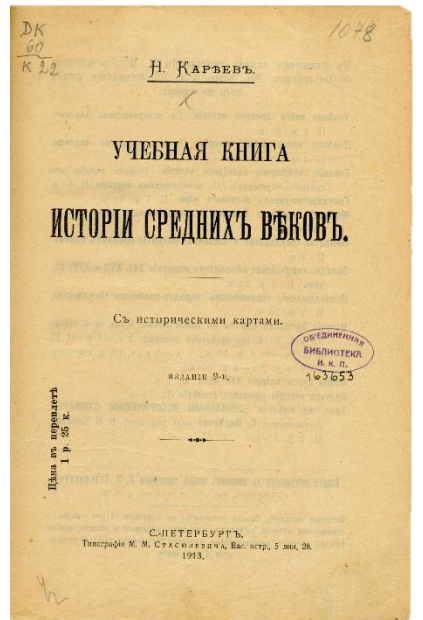 ДК
60
К 22
1078
Н. Карѣевъ.
УЧЕБНАЯ КНИГА
ИСТОРІИ СРЕДНИХЪ ВѢКОВЪ.
Съ историческими картами.
ОБЪЕДИНЕННАЯ
БИБЛИОТЕКА
И. К. П.
163653
ИЗДАНІЕ 9-е.
Цѣна въ переплетѣ
1 р. 25 к.
С.-ПЕТЕРБУРГЪ.
Типографія М. М. Стасюлевича, Вас. остр., 5 лин., 28.
1913.